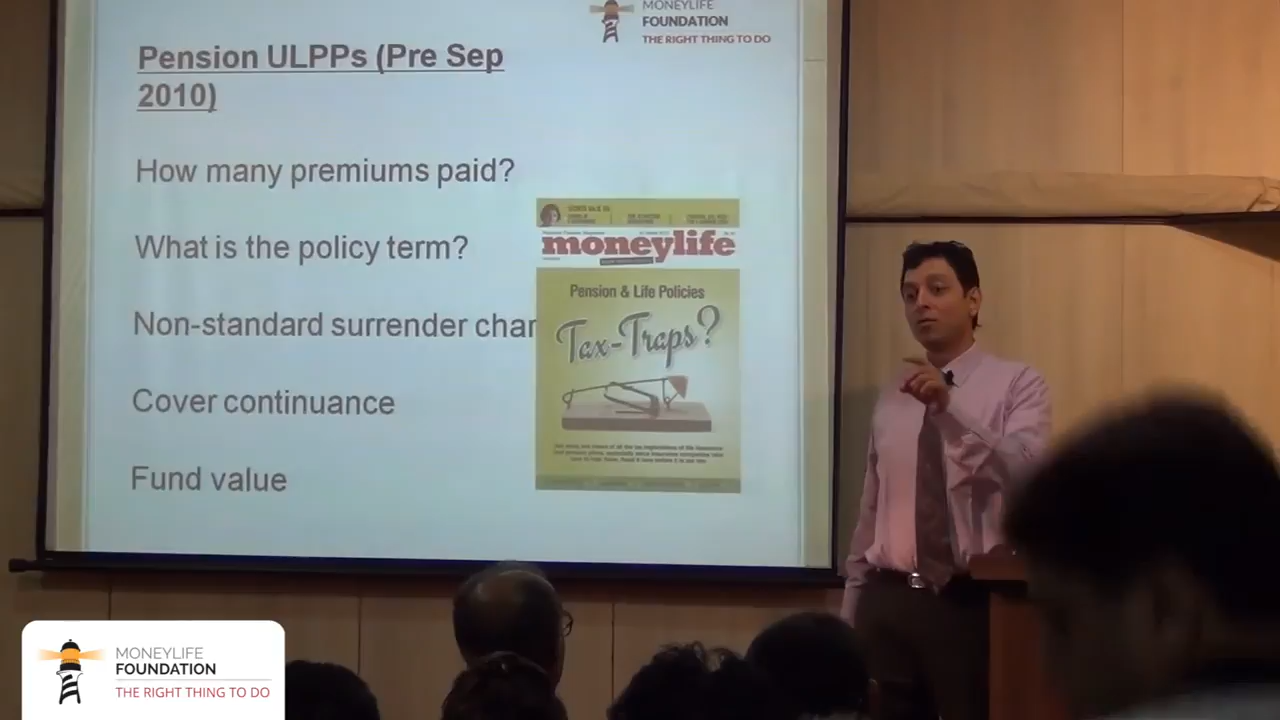 MONEYLIFE
FOUNDATION
THE RIGHT THING TO DO
Pension ULPPs (Pre Sep
2010)
How many premiums paid?
What is the policy term?
Non-standard surrender char
Cover continuance
Fund value
moneylife
Pension & Life Policies
Tax-Traps?
MONEYLIFE
FOUNDATION
THE RIGHT THING TO DO